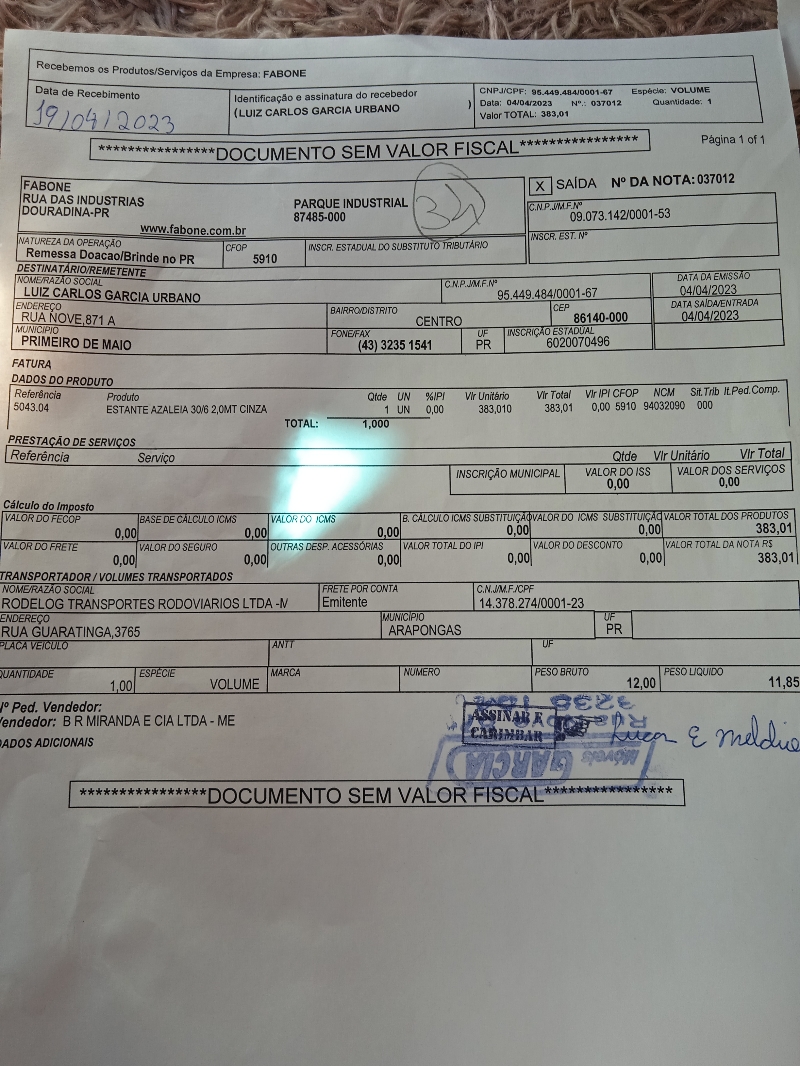 Recebemos os Produtos/Serviços da Empresa: FABONE
Data de Recebimento
19/04/2023
Identificação e assinatura do recebedor
(LUIZ CARLOS GARCIA URBANO )
CNPJ/CPF: 95.449.484/0001-67 Espécie: VOLUME
Data: 04/04/2023 Nº.: 037012 Quantidade: 1
Valor TOTAL: 383,01
****************DOCUMENTO SEM VALOR FISCAL****************
Página 1 of 1
FABONE
RUA DAS INDUSTRIAS PARQUE INDUSTRIAL
DOURADINA-PR 87485-000
www.fabone.com.br
34
X SAÍDA Nº DA NOTA: 037012
C.N.P.J/M.F.Nº
09.073.142/0001-53
INSCR. EST. Nº
NATUREZA DA OPERAÇÃO CFOP INSCR. ESTADUAL DO SUBSTITUTO TRIBUTÁRIO
Remessa Doacao/Brinde no PR 5910
DESTINATÁRIO/REMETENTE
NOME/RAZÃO SOCIAL C.N.P.J/M.F.Nº DATA DA EMISSÃO
LUIZ CARLOS GARCIA URBANO 95.449.484/0001-67 04/04/2023
ENDEREÇO BAIRRO/DISTRITO CEP DATA SAÍDA/ENTRADA
RUA NOVE,871 A CENTRO 86140-000 04/04/2023
MUNICIPIO FONE/FAX UF INSCRIÇÃO ESTADUAL
PRIMEIRO DE MAIO (43) 3235 1541 PR 6020070496
FATURA
DADOS DO PRODUTO
Referência Produto Qtde UN %IPI Vlr Unitário Vlr Total Vlr IPI CFOP NCM Sit.Trib It.Ped.Comp.
5043.04 ESTANTE AZALEIA 30/6 2,0MT CINZA 1 UN 0,00 383,010 383,01 0,00 5910 94032090 000
TOTAL: 1,000
PRESTAÇÃO DE SERVIÇOS
Referência Serviço Qtde Vlr Unitário Vlr Total
INSCRIÇÃO MUNICIPAL VALOR DO ISS VALOR DOS SERVIÇOS
0,00 0,00
Cálculo do Imposto
VALOR DO FECOP BASE DE CÁLCULO ICMS VALOR DO ICMS B. CÁLCULO ICMS SUBSTITUIÇÃO VALOR DO ICMS SUBSTITUIÇÃO VALOR TOTAL DOS PRODUTOS
0,00 0,00 0,00 0,00 0,00 383,01
VALOR DO FRETE VALOR DO SEGURO OUTRAS DESP. ACESSÓRIAS VALOR TOTAL DO IPI VALOR DO DESCONTO VALOR TOTAL DA NOTA R$
0,00 0,00 0,00 0,00 0,00 383,01
TRANSPORTADOR / VOLUMES TRANSPORTADOS
NOME/RAZÃO SOCIAL FRETE POR CONTA C.N.J/M.F./CPF
RODELOG TRANSPORTES RODOVIARIOS LTDA -M Emitente 14.378.274/0001-23
ENDEREÇO MUNICÍPIO UF
RUA GUARATINGA,3765 ARAPONGAS PR
PLACA VEÍCULO ANTT UF
QUANTIDADE ESPÉCIE MARCA NUMERO PESO BRUTO PESO LIQUIDO
1,00 VOLUME 12,00 11,85
Nº Ped. Vendedor:
Vendedor: B R MIRANDA E CIA LTDA - ME
DADOS ADICIONAIS
ASSINAR E
CARIMBAR
Móveis GARCIA
****************DOCUMENTO SEM VALOR FISCAL****************